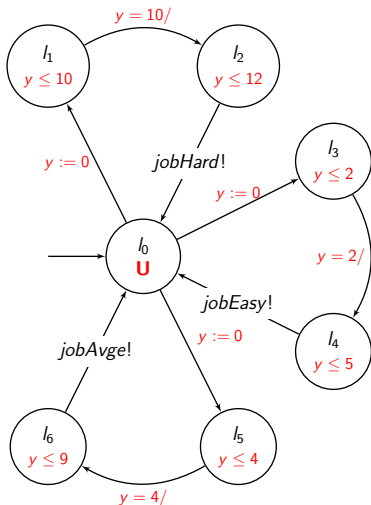 y = 10/
l₁
y ≤ 10
l₂
y ≤ 12
y := 0
jobHard!
l₃
y ≤ 2
y := 0
l₀
U
y = 2/
jobEasy!
l₄
y ≤ 5
jobAvge!
y := 0
l₆
y ≤ 9
l₅
y ≤ 4
y = 4/